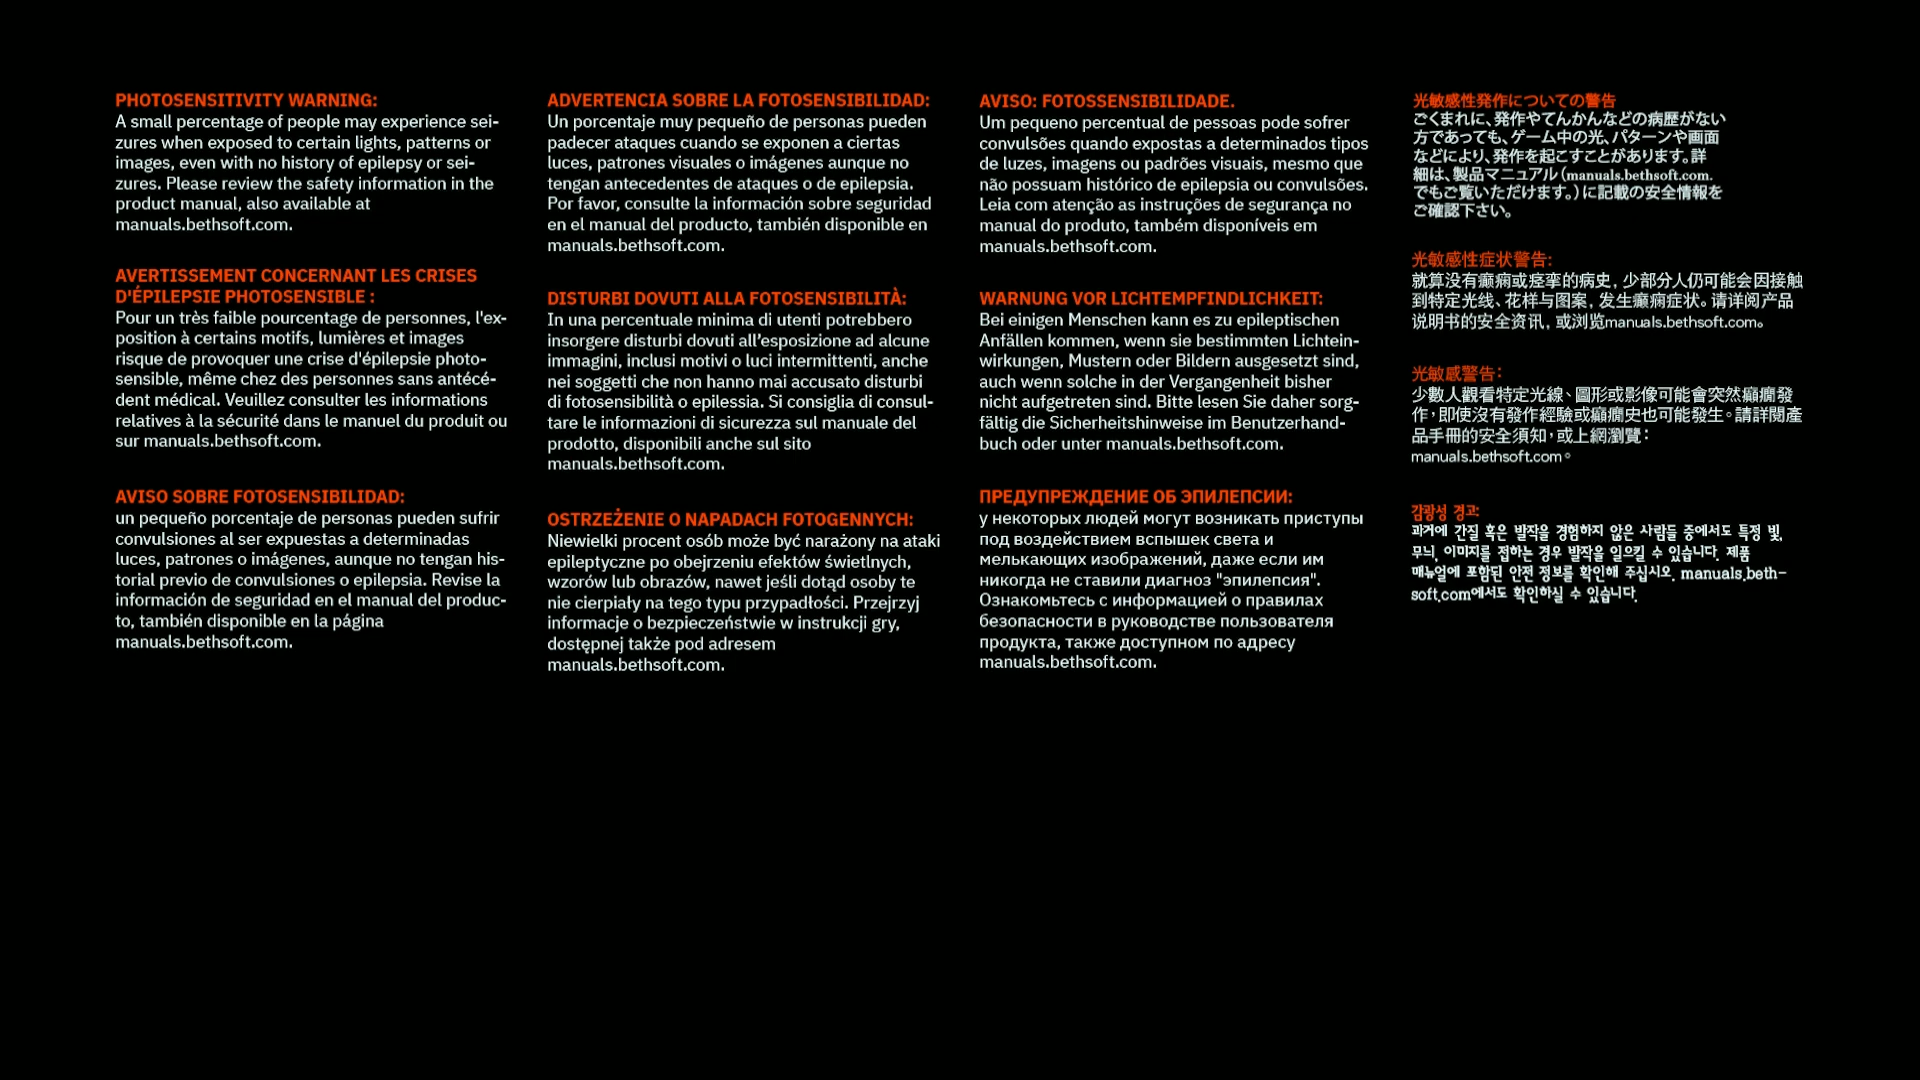 PHOTOSENSITIVITY WARNING:
A small percentage of people may experience sei-
zures when exposed to certain lights, patterns or
images, even with no history of epilepsy or sei-
zures. Please review the safety information in the
product manual, also available at
manuals.bethsoft.com.
AVERTISSEMENT CONCERNANT LES CRISES
D'ÉPILEPSIE PHOTOSENSIBLE :
Pour un très faible pourcentage de personnes, l'ex-
position à certains motifs, lumières et images
risque de provoquer une crise d'épilepsie photo-
sensible, même chez des personnes sans antécé-
dent médical. Veuillez consulter les informations
relatives à la sécurité dans le manuel du produit ou
sur manuals.bethsoft.com.
AVISO SOBRE FOTOSENSIBILIDAD:
un pequeño porcentaje de personas pueden sufrir
convulsiones al ser expuestas a determinadas
luces, patrones o imágenes, aunque no tengan his-
torial previo de convulsiones o epilepsia. Revise la
información de seguridad en el manual del produc-
to, también disponible en la página
manuals.bethsoft.com.
ADVERTENCIA SOBRE LA FOTOSENSIBILIDAD:
Un porcentaje muy pequeño de personas pueden
padecer ataques cuando se exponen a ciertas
luces, patrones visuales o imágenes aunque no
tengan antecedentes de ataques o de epilepsia.
Por favor, consulte la información sobre seguridad
en el manual del producto, también disponible en
manuals.bethsoft.com.
DISTURBI DOVUTI ALLA FOTOSENSIBILITÀ:
In una percentuale minima di utenti potrebbero
insorgere disturbi dovuti all’esposizione ad alcune
immagini, inclusi motivi o luci intermittenti, anche
nei soggetti che non hanno mai accusato disturbi
di fotosensibilità o epilessia. Si consiglia di consul-
tare le informazioni di sicurezza sul manuale del
prodotto, disponibili anche sul sito
manuals.bethsoft.com.
OSTRZEŻENIE O NAPADACH FOTOGENNYCH:
Niewielki procent osób może być narażony na ataki
epileptyczne po obejrzeniu efektów świetlnych,
wzorów lub obrazów, nawet jeśli dotąd osoby te
nie cierpiały na tego typu przypadłości. Przejrzyj
informacje o bezpieczeństwie w instrukcji gry,
dostępnej także pod adresem
manuals.bethsoft.com.
AVISO: FOTOSSENSIBILIDADE.
Um pequeno percentual de pessoas pode sofrer
convulsões quando expostas a determinados tipos
de luzes, imagens ou padrões visuais, mesmo que
não possuam histórico de epilepsia ou convulsões.
Leia com atenção as instruções de segurança no
manual do produto, também disponíveis em
manuals.bethsoft.com.
WARNUNG VOR LICHTEMPFINDLICHKEIT:
Bei einigen Menschen kann es zu epileptischen
Anfällen kommen, wenn sie bestimmten Lichtein-
wirkungen, Mustern oder Bildern ausgesetzt sind,
auch wenn solche in der Vergangenheit bisher
nicht aufgetreten sind. Bitte lesen Sie daher sorg-
fältig die Sicherheitshinweise im Benutzerhand-
buch oder unter manuals.bethsoft.com.
ПРЕДУПРЕЖДЕНИЕ ОБ ЭПИЛЕПСИИ:
у некоторых людей могут возникать приступы
под воздействием вспышек света и
мелькающих изображений, даже если им
никогда не ставили диагноз "эпилепсия".
Ознакомьтесь с информацией о правилах
безопасности в руководстве пользователя
продукта, также доступном по адресу
manuals.bethsoft.com.
光敏感性発作についての警告
ごくまれに、発作やてんかんなどの病歴がない
方であっても、ゲーム中の光、パターンや画面
などにより、発作を起こすことがあります。詳
細は、製品マニュアル（manuals.bethsoft.com.
でもご覧いただけます。）に記載の安全情報を
ご確認下さい。
光敏感性症状警告:
就算没有癫痫或痉挛的病史，少部分人仍可能会因接触
到特定光线、花样与图案，发生癫痫症状。请详阅产品
说明书的安全资讯，或浏览manuals.bethsoft.com。
光敏感警告：
少數人觀看特定光線、圖形或影像可能會突然癲癇發
作，即使沒有發作經驗或癲癇史也可能發生。請詳閱產
品手冊的安全須知，或上網瀏覽：
manuals.bethsoft.com。
감광성 경고:
과거에 간질 혹은 발작을 경험하지 않은 사람들 중에서도 특정 빛,
무늬, 이미지를 접하는 경우 발작을 일으킬 수 있습니다. 제품
매뉴얼에 포함된 안전 정보를 확인해 주십시오. manuals.beth-
soft.com에서도 확인하실 수 있습니다.